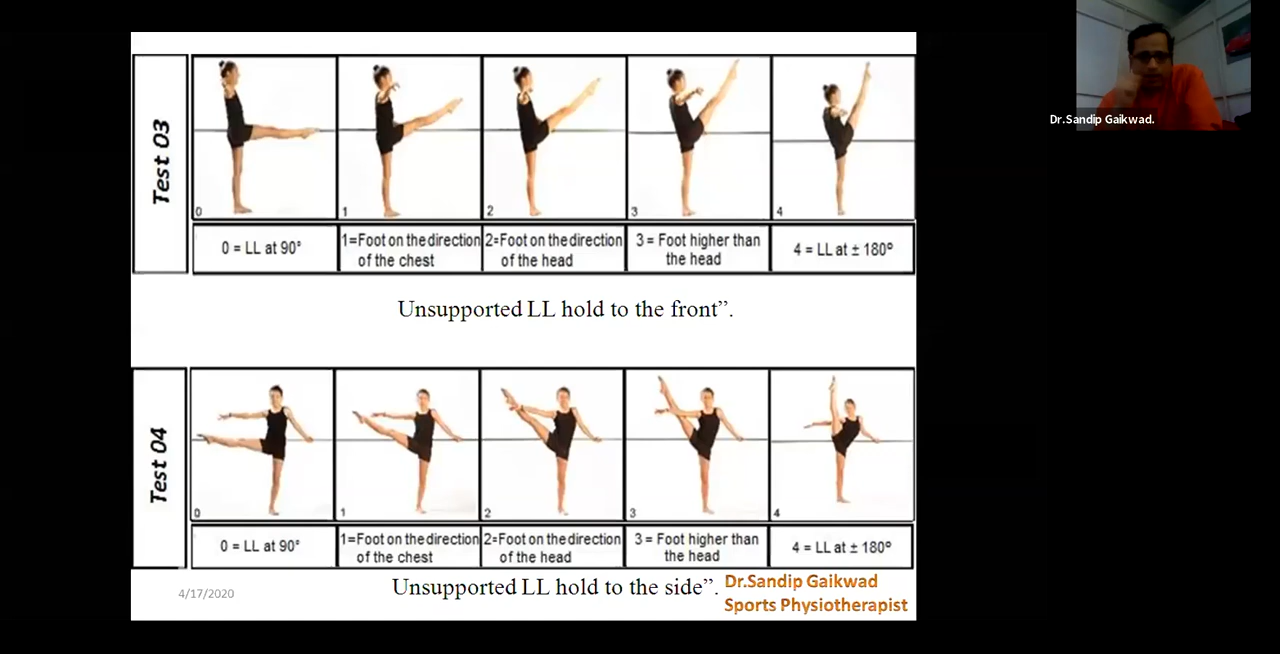 Dr.Sandip Gaikwad.
Test 03
0
1
2
3
4
0 = LL at 90°
1=Foot on the direction
of the chest
2=Foot on the direction
of the head
3 = Foot higher than
the head
4 = LL at ± 180º
Unsupported LL hold to the front”.
Test 04
0
1
2
3
4
0 = LL at 90°
1=Foot on the direction
of the chest
2=Foot on the direction
of the head
3 = Foot higher than
the head
4 = LL at ± 180º
Unsupported LL hold to the side”.
4/17/2020
Dr.Sandip Gaikwad
Sports Physiotherapist